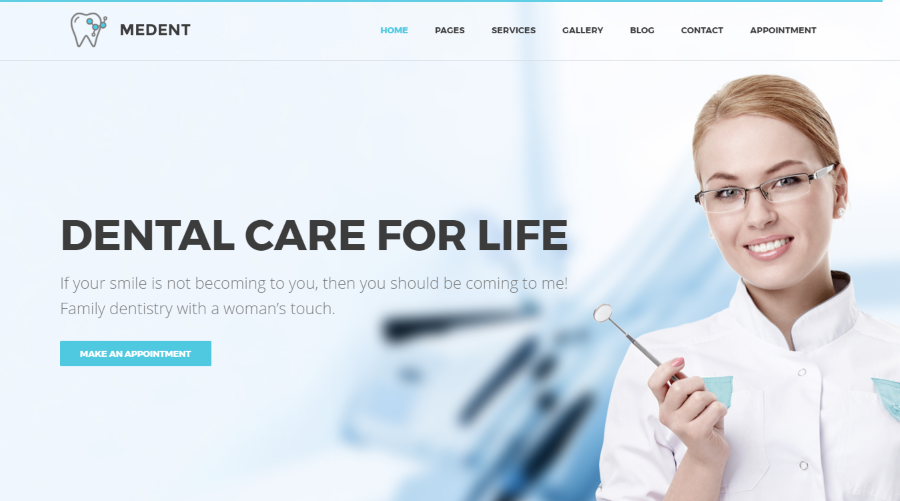 MEDENT
HOME PAGES SERVICES GALLERY BLOG CONTACT APPOINTMENT
DENTAL CARE FOR LIFE
If your smile is not becoming to you, then you should be coming to me!
Family dentistry with a woman's touch.
MAKE AN APPOINTMENT